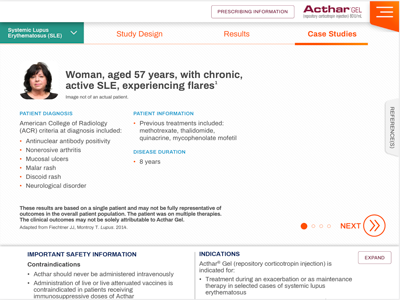 PRESCRIBING INFORMATION
Acthar GEL
(repository corticotropin injection) 80 U/mL
Systemic Lupus
Erythematosus (SLE)
Study Design
Results
Case Studies
Woman, aged 57 years, with chronic,
active SLE, experiencing flares¹
Image not of an actual patient.
PATIENT DIAGNOSIS
American College of Radiology
(ACR) criteria at diagnosis included:
• Antinuclear antibody positivity
• Nonerosive arthritis
• Mucosal ulcers
• Malar rash
• Discoid rash
• Neurological disorder
PATIENT INFORMATION
• Previous treatments included:
methotrexate, thalidomide,
quinacrine, mycophenolate mofetil
DISEASE DURATION
• 8 years
REFERENCE(S)
These results are based on a single patient and may not be fully representative of
outcomes in the overall patient population. The patient was on multiple therapies.
The clinical outcomes may not be solely attributable to Acthar Gel.
Adapted from Fiechtner JJ, Montroy T. Lupus. 2014.
NEXT
IMPORTANT SAFETY INFORMATION
Contraindications
• Acthar should never be administered intravenously
• Administration of live or live attenuated vaccines is
contraindicated in patients receiving
immunosuppressive doses of Acthar
INDICATIONS
Acthar® Gel (repository corticotropin injection) is
indicated for:
• Treatment during an exacerbation or as maintenance
therapy in selected cases of systemic lupus
erythematosus
EXPAND